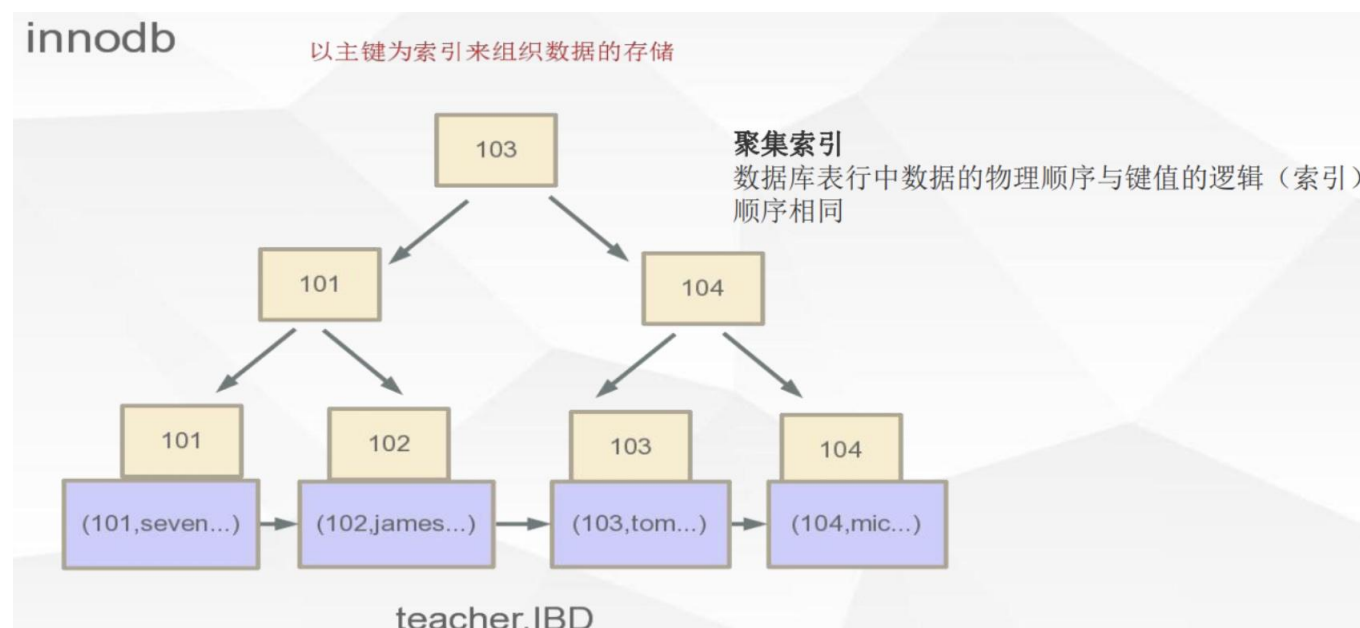 innodb
以主键为索引来组织数据的存储
103
聚集索引
数据库表行中数据的物理顺序与键值的逻辑（索引）
顺序相同
101
104
101
102
103
104
(101,seven...)
(102,james...)
(103,tom...)
(104,mic...)
teacher.IBD